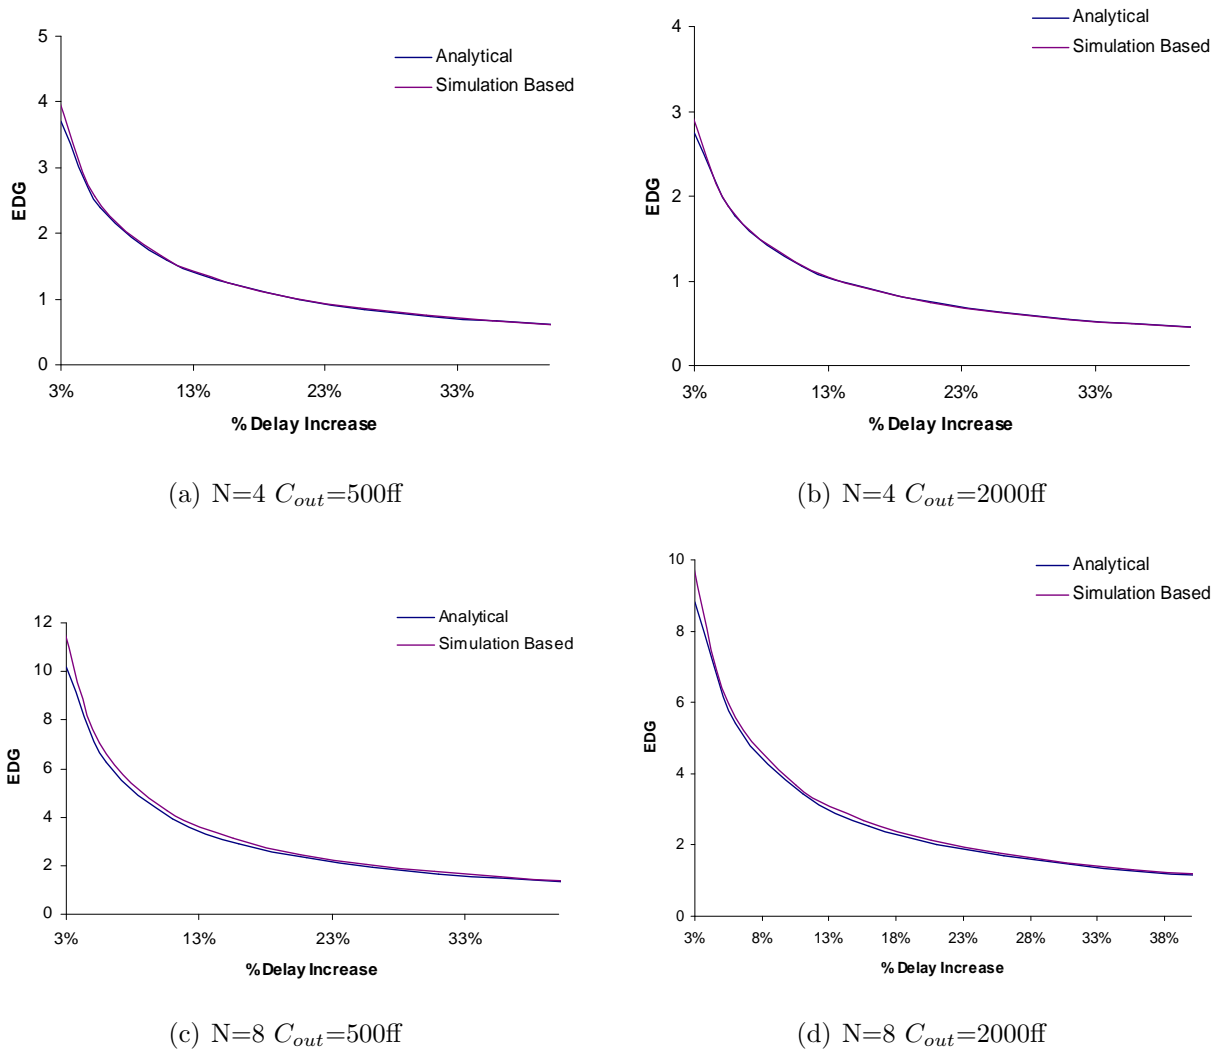 5
4
3
2
1
0
EDG
3% 13% 23% 33%
% Delay Increase
Analytical
Simulation Based
(a) N=4 Cout=500ff
4
3
2
1
0
EDG
3% 13% 23% 33%
% Delay Increase
Analytical
Simulation Based
(b) N=4 Cout=2000ff
12
10
8
6
4
2
0
EDG
3% 13% 23% 33%
% Delay Increase
Analytical
Simulation Based
(c) N=8 Cout=500ff
10
8
6
4
2
0
EDG
3% 8% 13% 18% 23% 28% 33% 38%
% Delay Increase
Analytical
Simulation Based
(d) N=8 Cout=2000ff